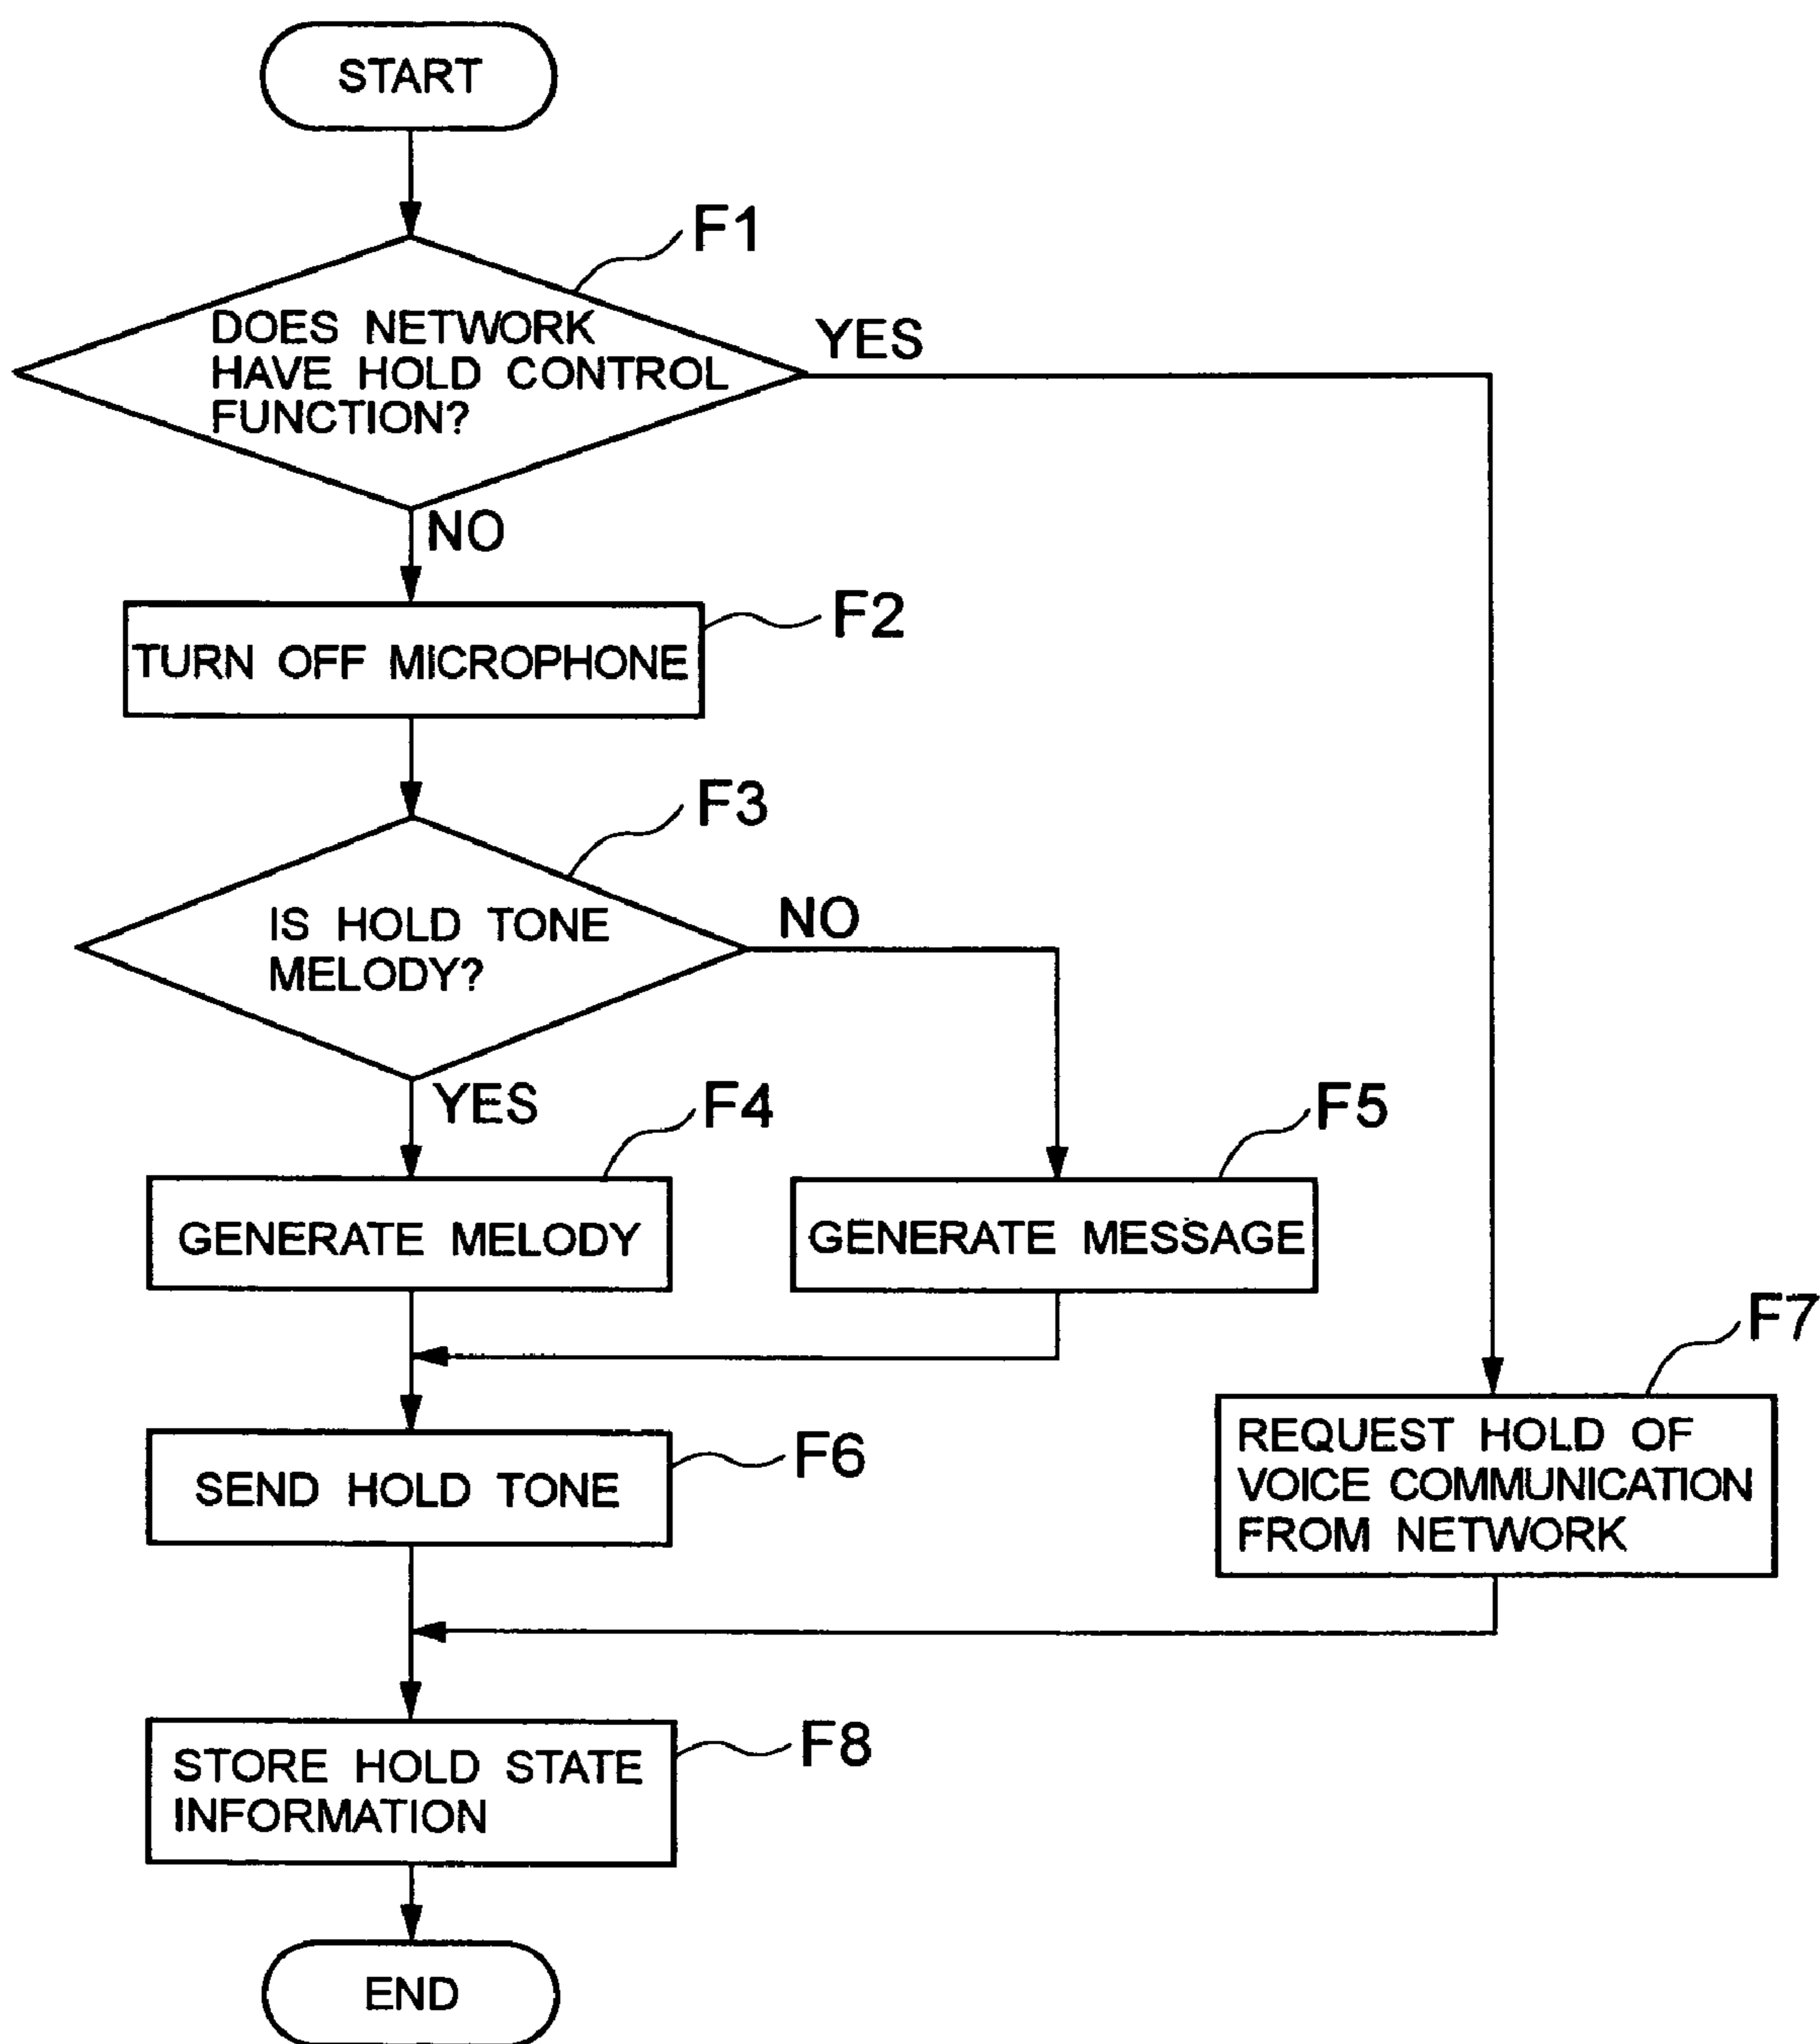 START
F1
DOES NETWORK
HAVE HOLD CONTROL
FUNCTION?
YES
NO
F2
TURN OFF MICROPHONE
F3
IS HOLD TONE
MELODY?
NO
YES
F4
F5
GENERATE MELODY
GENERATE MESSAGE
F7
F6
SEND HOLD TONE
REQUEST HOLD OF
VOICE COMMUNICATION
FROM NETWORK
F8
STORE HOLD STATE
INFORMATION
END